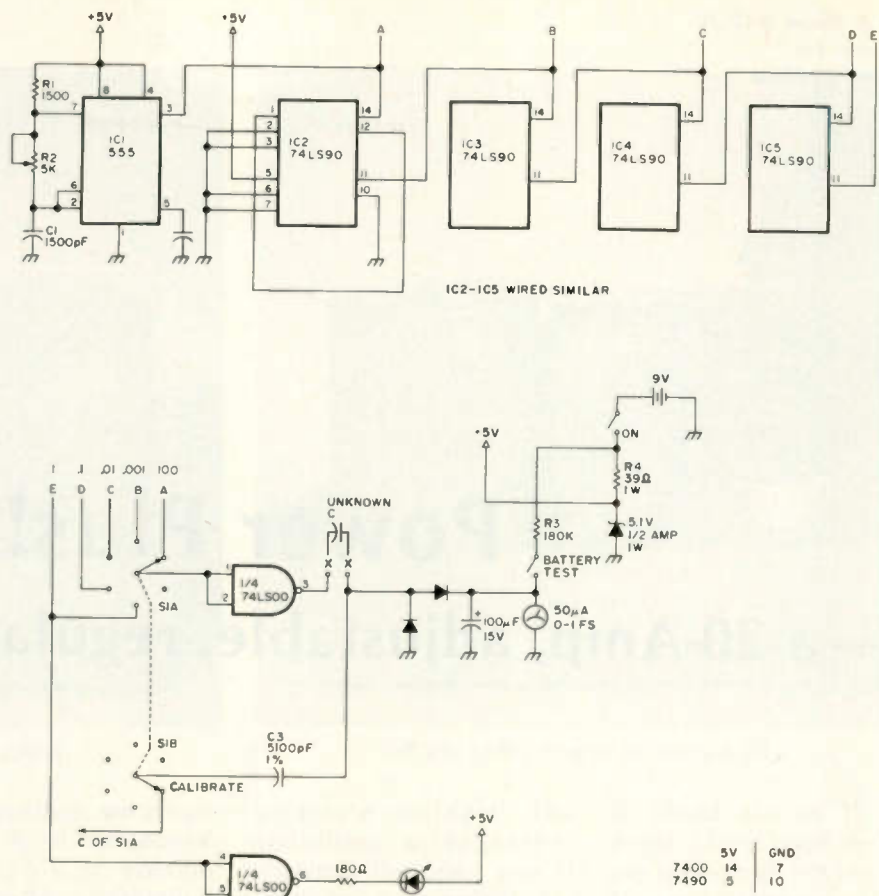 +5V
+5V
A
B
C
D
E
R1
1500
8
4
7
3
IC1
555
R2
5K
6
2
5
1
C1
1500pF
1
2
3
5
6
7
14
12
11
10
IC2
74LS90
14
IC3
74LS90
11
14
IC4
74LS90
11
14
IC5
74LS90
11
IC2-IC5 WIRED SIMILAR
9V
ON
+5V
R4
39Ω
1W
5.1V
1/2 AMP
1W
R3
180K
BATTERY
TEST
1 .1 .01 .001 100
E D C B A
UNKNOWN
C
X X
1
2
1/4
74LS00
3
S1A
100µF
15V
50µA
0-1 FS
S1B
C3
5100pF
1%
CALIBRATE
C OF S1A
4
5
1/4
74LS00
6
180Ω
+5V
5V GND
7400 14 7
7490 5 10